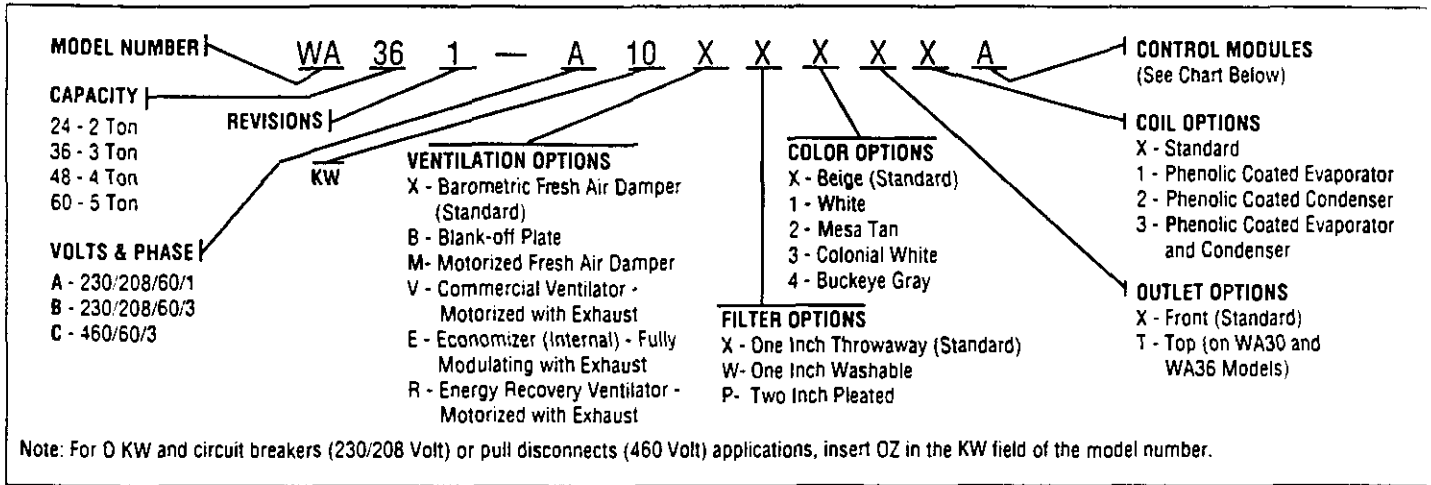 MODEL NUMBER
WA 36 1 — A 10 X X X X X A
CONTROL MODULES
(See Chart Below)
CAPACITY
24 - 2 Ton
36 - 3 Ton
48 - 4 Ton
60 - 5 Ton
REVISIONS
VOLTS & PHASE
A - 230/208/60/1
B - 230/208/60/3
C - 460/60/3
KW
VENTILATION OPTIONS
X - Barometric Fresh Air Damper
(Standard)
B - Blank-off Plate
M- Motorized Fresh Air Damper
V - Commercial Ventilator -
Motorized with Exhaust
E - Economizer (Internal) - Fully
Modulating with Exhaust
R - Energy Recovery Ventilator -
Motorized with Exhaust
FILTER OPTIONS
X - One Inch Throwaway (Standard)
W- One Inch Washable
P- Two Inch Pleated
COLOR OPTIONS
X - Beige (Standard)
1 - White
2 - Mesa Tan
3 - Colonial White
4 - Buckeye Gray
COIL OPTIONS
X - Standard
1 - Phenolic Coated Evaporator
2 - Phenolic Coated Condenser
3 - Phenolic Coated Evaporator
and Condenser
OUTLET OPTIONS
X - Front (Standard)
T - Top (on WA30 and
WA36 Models)
Note: For 0 KW and circuit breakers (230/208 Volt) or pull disconnects (460 Volt) applications, insert OZ in the KW field of the model number.